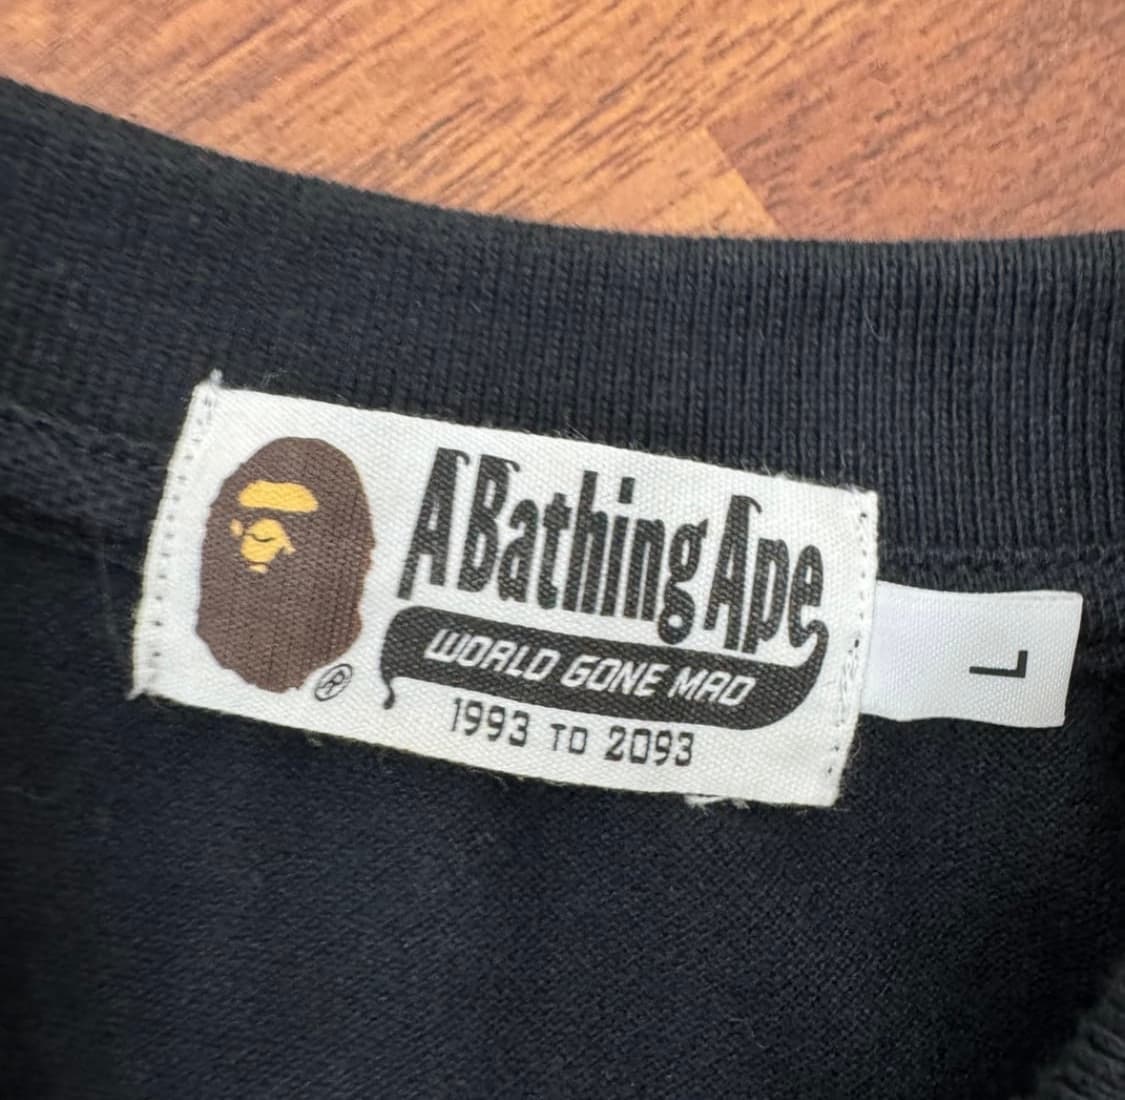 A Bathing Ape
WORLD GONE MAD
®
1993 TO 2093
L